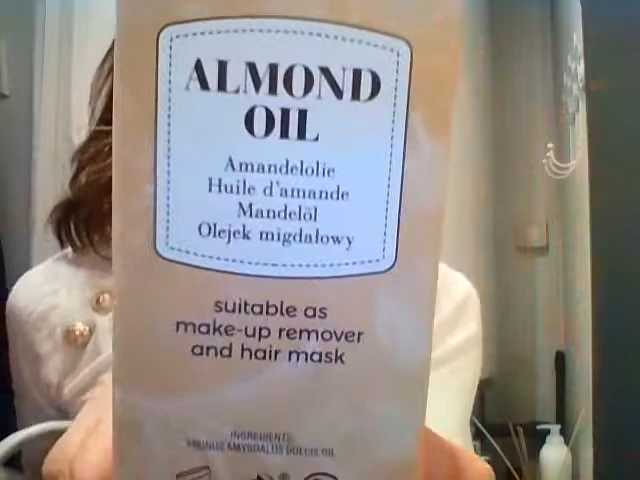 ALMOND
OIL
Amandelolie
Huile d'amande
Mandelöl
Olejek migdałowy
suitable as
make-up remover
and hair mask
INGREDIENTS:
PRUNUS AMYGDALUS DULCIS OIL